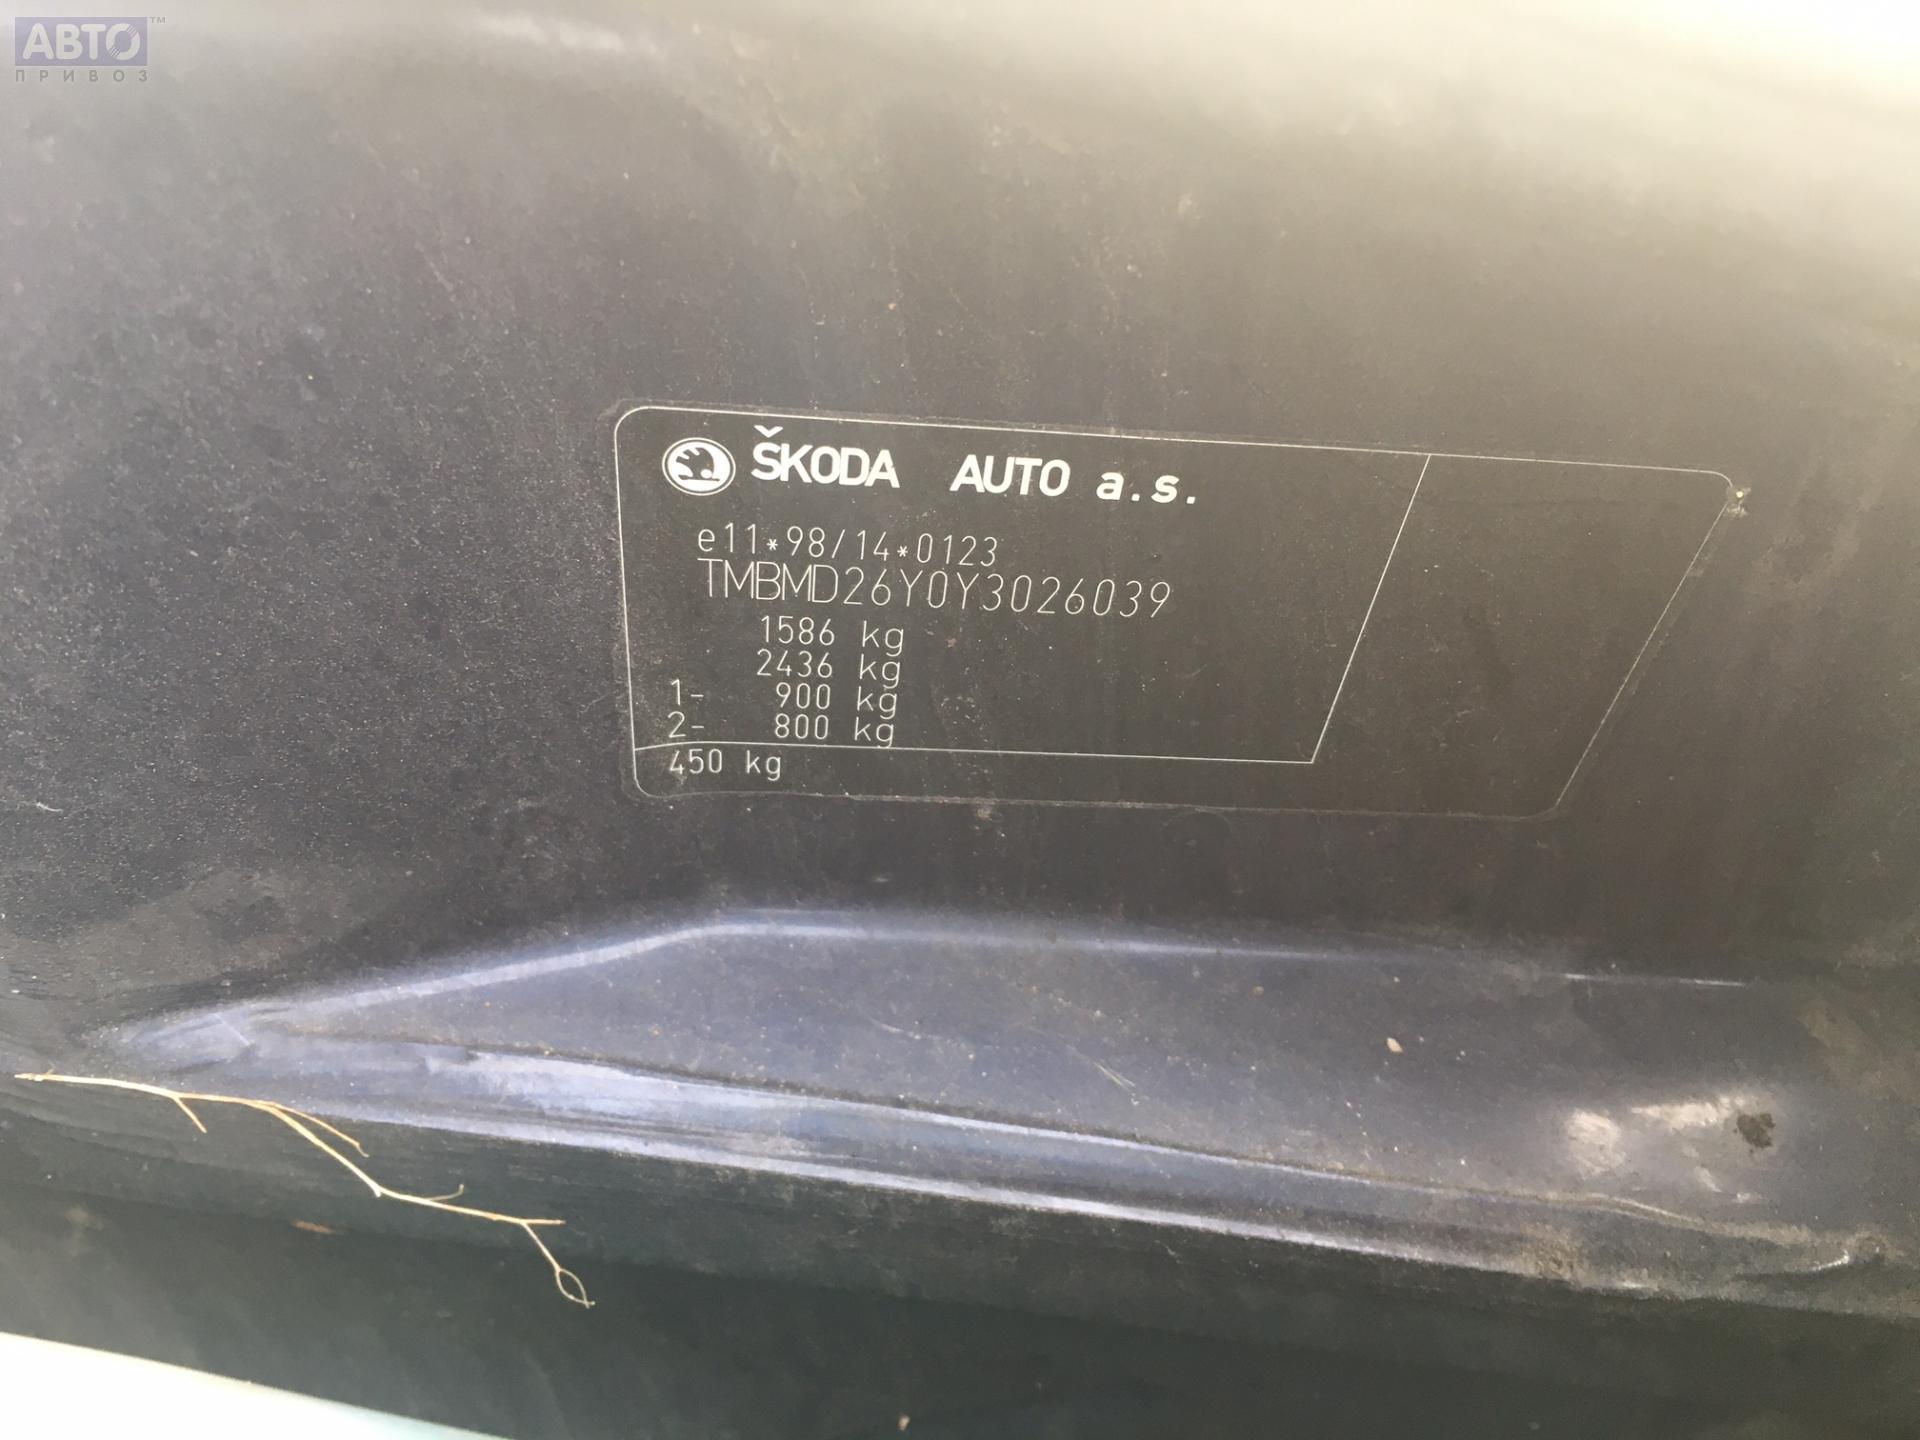 АВТО™
ПРИВОЗ
ŠKODA AUTO a.s.
e11*98/14*0123
TMBMD26Y0Y3026039
1586 kg
2436 kg
1- 900 kg
2- 800 kg
450 kg